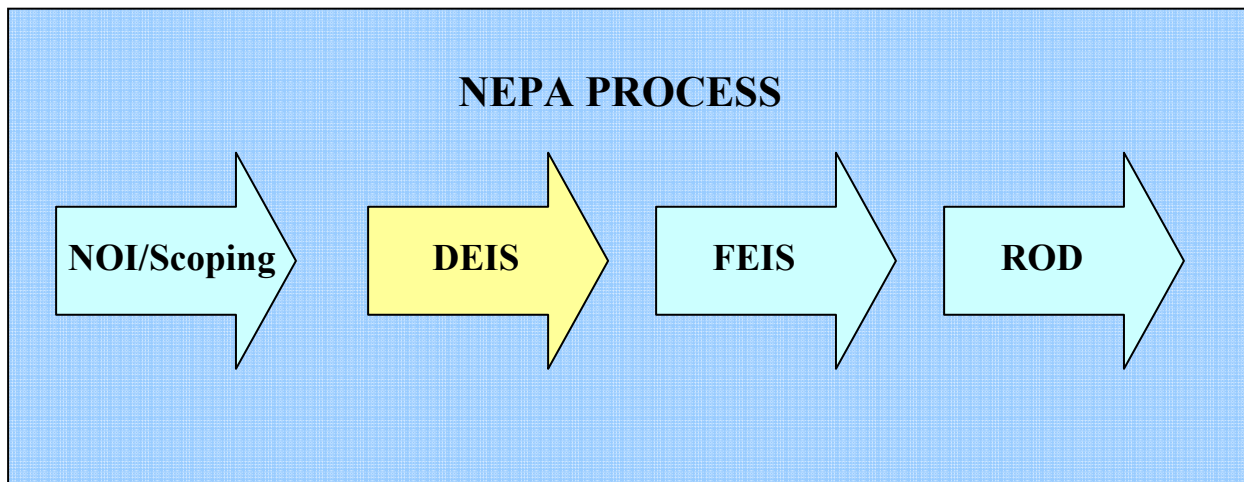 NEPA PROCESS
NOI/Scoping
DEIS
FEIS
ROD